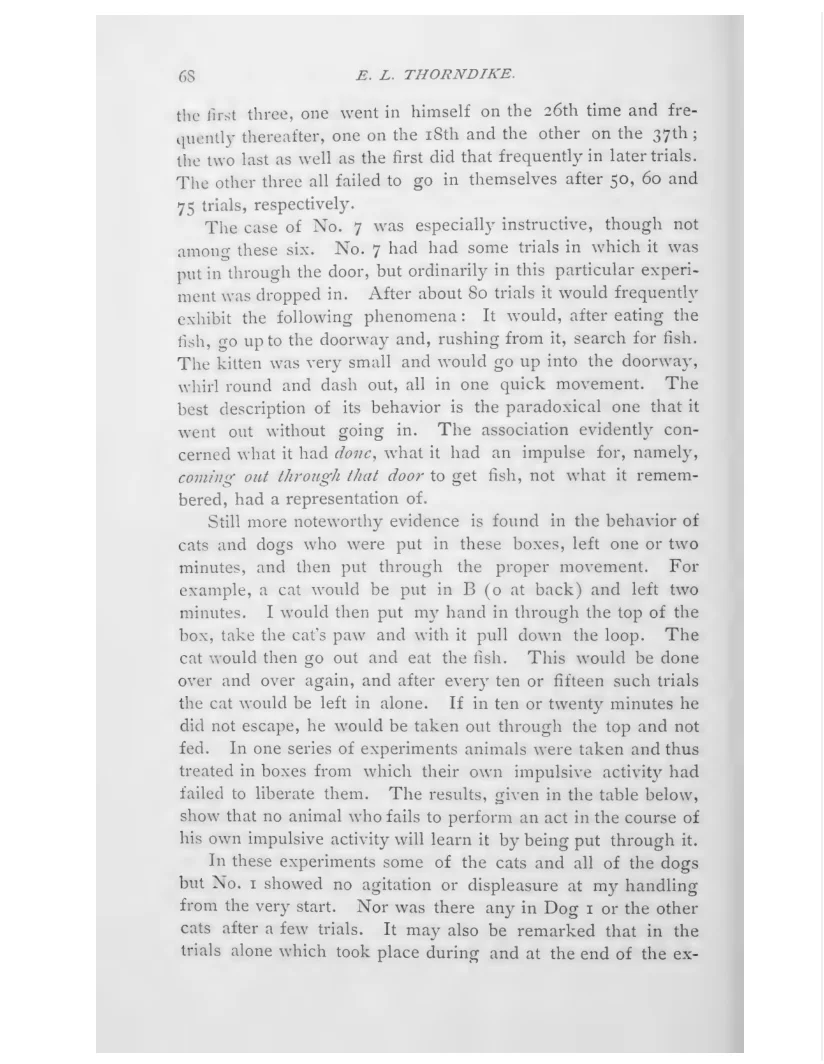 68 E. L. THORNDIKE.
the first three, one went in himself on the 26th time and fre-
quently thereafter, one on the 18th and the other on the 37th;
the two last as well as the first did that frequently in later trials.
The other three all failed to go in themselves after 50, 60 and
75 trials, respectively.
The case of No. 7 was especially instructive, though not
among these six. No. 7 had had some trials in which it was
put in through the door, but ordinarily in this particular experi-
ment was dropped in. After about 80 trials it would frequently
exhibit the following phenomena: It would, after eating the
fish, go up to the doorway and, rushing from it, search for fish.
The kitten was very small and would go up into the doorway,
whirl round and dash out, all in one quick movement. The
best description of its behavior is the paradoxical one that it
went out without going in. The association evidently con-
cerned what it had done, what it had an impulse for, namely,
coming out through that door to get fish, not what it remem-
bered, had a representation of.
Still more noteworthy evidence is found in the behavior of
cats and dogs who were put in these boxes, left one or two
minutes, and then put through the proper movement. For
example, a cat would be put in B (o at back) and left two
minutes. I would then put my hand in through the top of the
box, take the cat's paw and with it pull down the loop. The
cat would then go out and eat the fish. This would be done
over and over again, and after every ten or fifteen such trials
the cat would be left in alone. If in ten or twenty minutes he
did not escape, he would be taken out through the top and not
fed. In one series of experiments animals were taken and thus
treated in boxes from which their own impulsive activity had
failed to liberate them. The results, given in the table below,
show that no animal who fails to perform an act in the course of
his own impulsive activity will learn it by being put through it.
In these experiments some of the cats and all of the dogs
but No. 1 showed no agitation or displeasure at my handling
from the very start. Nor was there any in Dog 1 or the other
cats after a few trials. It may also be remarked that in the
trials alone which took place during and at the end of the ex-